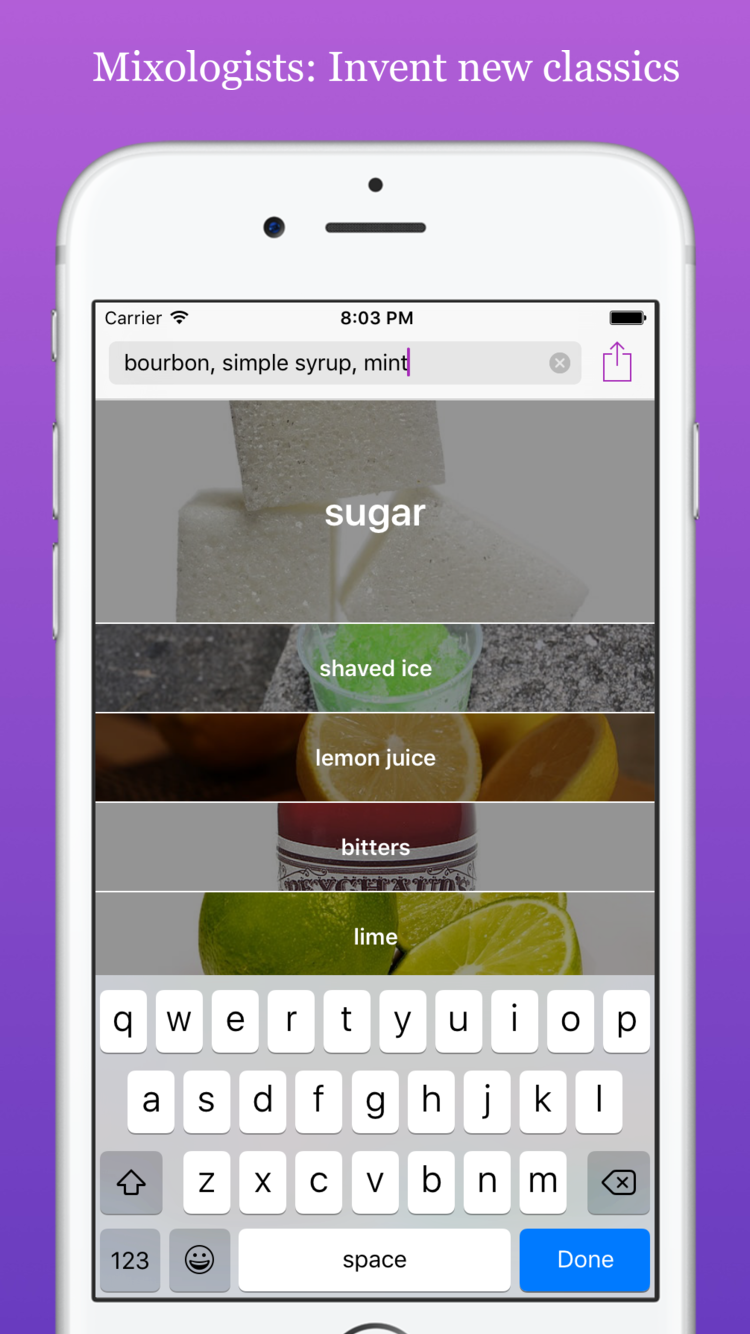 Mixologists: Invent new classics
Carrier 8:03 PM
bourbon, simple syrup, mint
sugar
shaved ice
lemon juice
bitters
PEYCHAUD'S
lime
q w e r t y u i o p
a s d f g h j k l
z x c v b n m
123 space Done